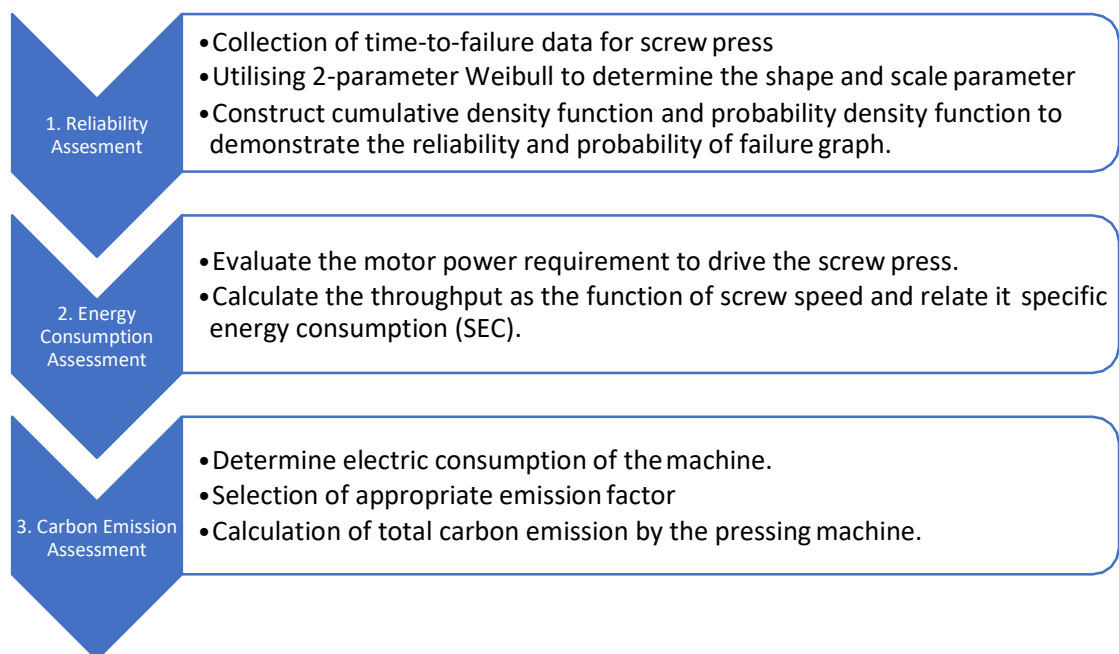 1. Reliability
Assesment
•Collection of time-to-failure data for screw press
•Utilising 2-parameter Weibull to determine the shape and scale parameter
•Construct cumulative density function and probability density function to
demonstrate the reliability and probability of failure graph.
2. Energy
Consumption
Assessment
•Evaluate the motor power requirement to drive the screw press.
•Calculate the throughput as the function of screw speed and relate it specific
energy consumption (SEC).
3. Carbon Emission
Assessment
•Determine electric consumption of the machine.
•Selection of appropriate emission factor
•Calculation of total carbon emission by the pressing machine.